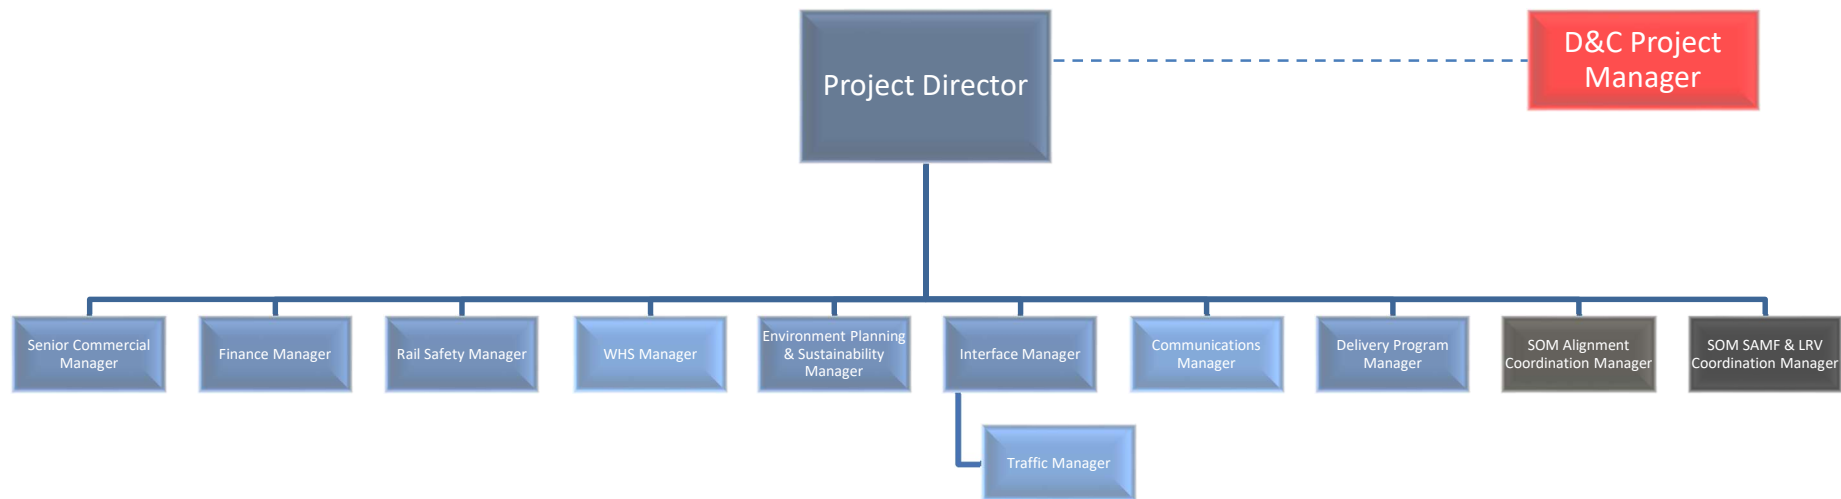 Project Director
D&C Project
Manager
Senior Commercial
Manager
Finance Manager
Rail Safety Manager
WHS Manager
Environment Planning
& Sustainability
Manager
Interface Manager
Communications
Manager
Delivery Program
Manager
SOM Alignment
Coordination Manager
SOM SAMF & LRV
Coordination Manager
Traffic Manager